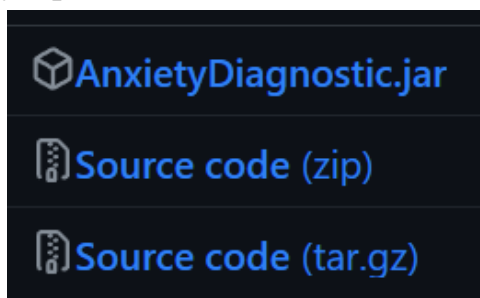 AnxietyDiagnostic.jar
Source code (zip)
Source code (tar.gz)